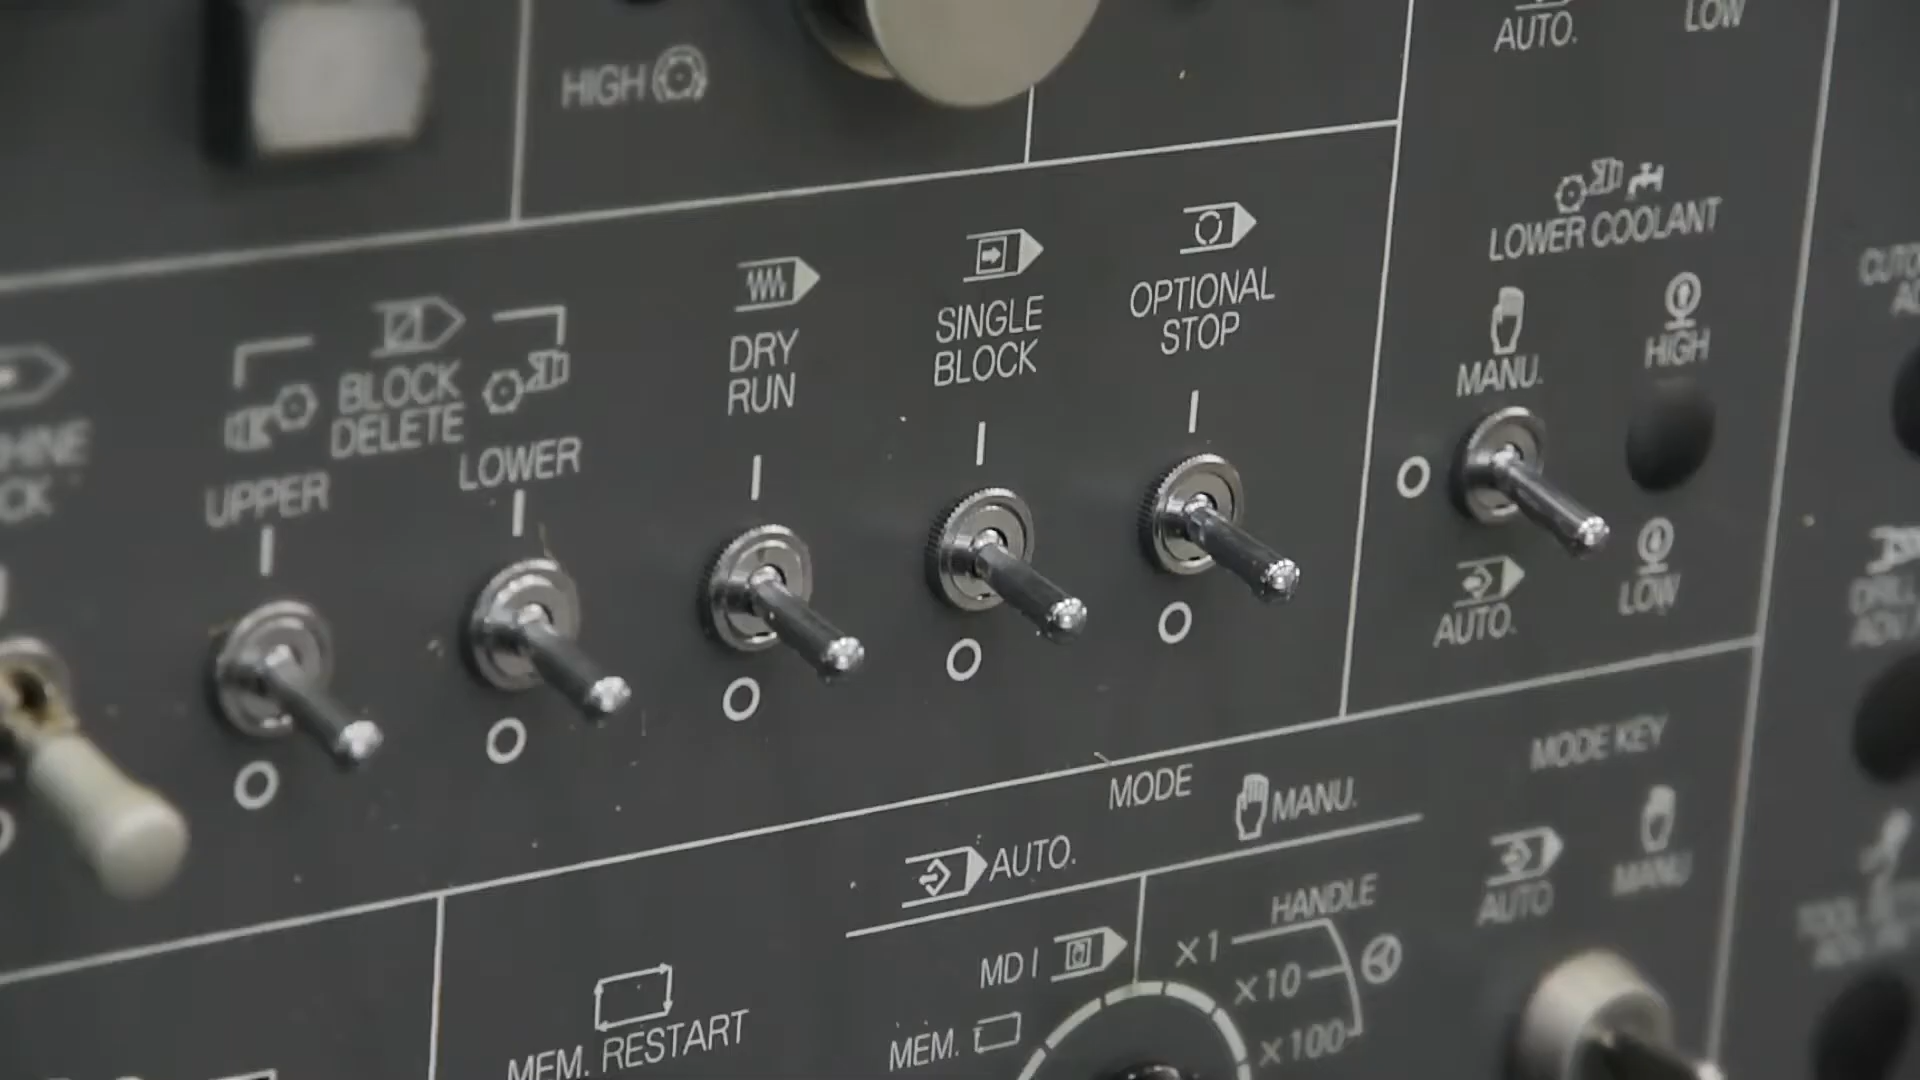 HIGH
AUTO.
LOW
LOWER COOLANT
MANU.
HIGH
AUTO.
LOW
BLOCK
DELETE
UPPER
LOWER
DRY
RUN
SINGLE
BLOCK
OPTIONAL
STOP
MODE
AUTO.
MANU.
MODE KEY
AUTO
MANU
MEM. RESTART
MDI
MEM.
HANDLE
×1
×10
×100